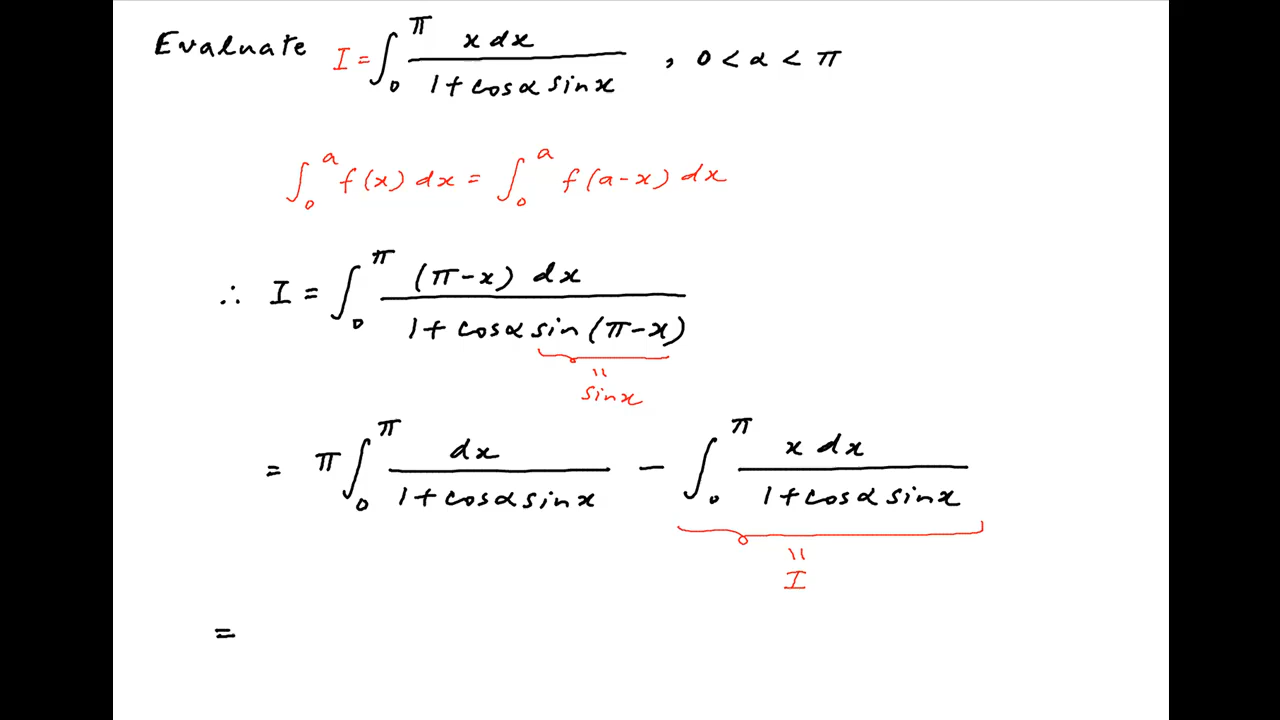 Evaluate I = ∫₀^π x dx / (1 + cosα sinx) , 0 < α < π
∫₀^a f(x) dx = ∫₀^a f(a-x) dx
∴ I = ∫₀^π (π-x) dx / (1 + cosα sin(π-x))
" sinx
= π ∫₀^π dx / (1 + cosα sinx) − ∫₀^π x dx / (1 + cosα sinx)
" I
=